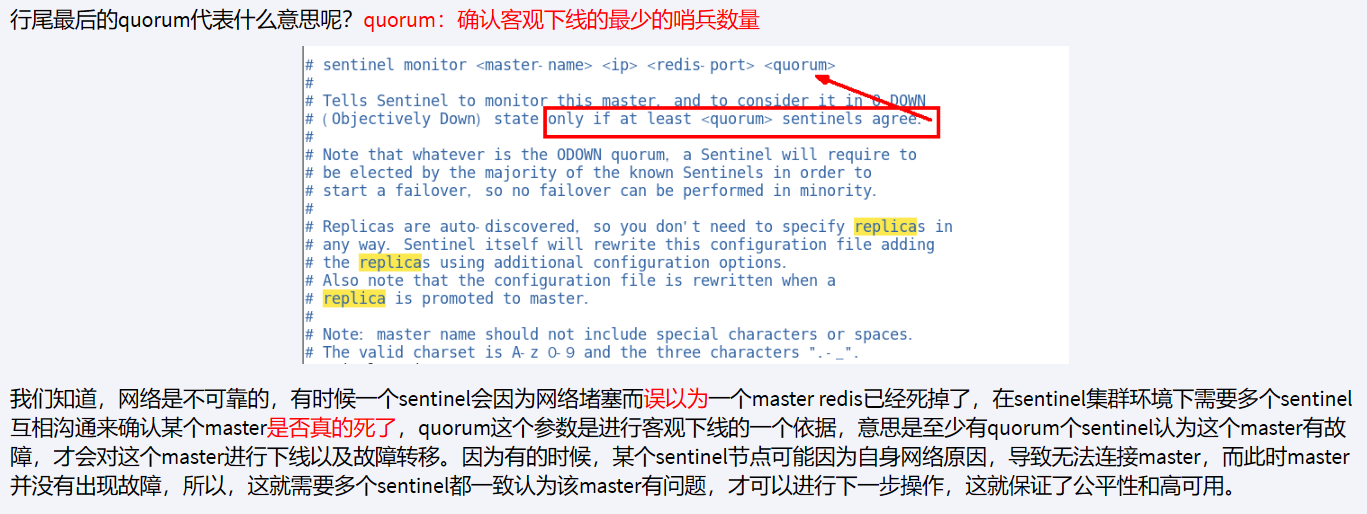 行尾最后的quorum代表什么意思呢？quorum：确认客观下线的最少的哨兵数量
# sentinel monitor <master-name> <ip> <redis-port> <quorum>
#
# Tells Sentinel to monitor this master, and to consider it in O_DOWN
# (Objectively Down) state only if at least <quorum> sentinels agree.
#
# Note that whatever is the ODOWN quorum, a Sentinel will require to
# be elected by the majority of the known Sentinels in order to
# start a failover, so no failover can be performed in minority.
#
# Replicas are auto-discovered, so you don't need to specify replicas in
# any way. Sentinel itself will rewrite this configuration file adding
# the replicas using additional configuration options.
# Also note that the configuration file is rewritten when a
# replica is promoted to master.
#
# Note: master name should not include special characters or spaces.
# The valid charset is A-z 0-9 and the three characters ".-_".
我们知道，网络是不可靠的，有时候一个sentinel会因为网络堵塞而误以为一个master redis已经死掉了，在sentinel集群环境下需要多个sentinel
互相沟通来确认某个master是否真的死了，quorum这个参数是进行客观下线的一个依据，意思是至少有quorum个sentinel认为这个master有故
障，才会对这个master进行下线以及故障转移。因为有的时候，某个sentinel节点可能因为自身网络原因，导致无法连接master，而此时master
并没有出现故障，所以，这就需要多个sentinel都一致认为该master有问题，才可以进行下一步操作，这就保证了公平性和高可用。